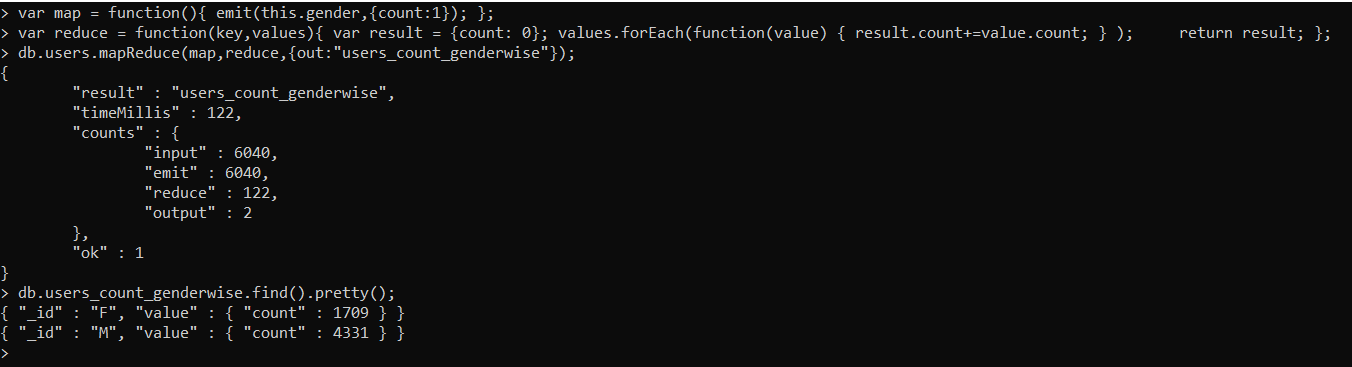 > var map = function(){ emit(this.gender,{count:1}); };
> var reduce = function(key,values){ var result = {count: 0}; values.forEach(function(value) { result.count+=value.count; } );     return result; };
> db.users.mapReduce(map,reduce,{out:"users_count_genderwise"});
{
        "result" : "users_count_genderwise",
        "timeMillis" : 122,
        "counts" : {
                "input" : 6040,
                "emit" : 6040,
                "reduce" : 122,
                "output" : 2
        },
        "ok" : 1
}
> db.users_count_genderwise.find().pretty();
{ "_id" : "F", "value" : { "count" : 1709 } }
{ "_id" : "M", "value" : { "count" : 4331 } }
>